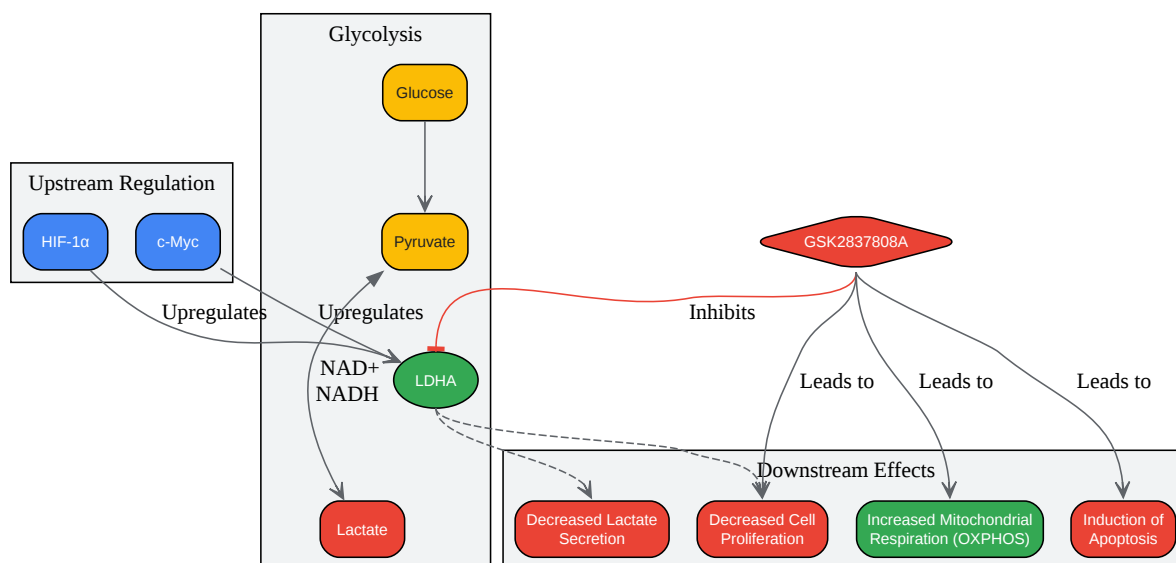 Glycolysis
Glucose
Upstream Regulation
HIF-1α
c-Myc
Pyruvate
GSK2837808A
Upregulates
Upregulates
Inhibits
NAD+
NADH
LDHA
Leads to
Leads to
Leads to
Downstream Effects
Lactate
Decreased Lactate
Secretion
Decreased Cell
Proliferation
Increased Mitochondrial
Respiration (OXPHOS)
Induction of
Apoptosis